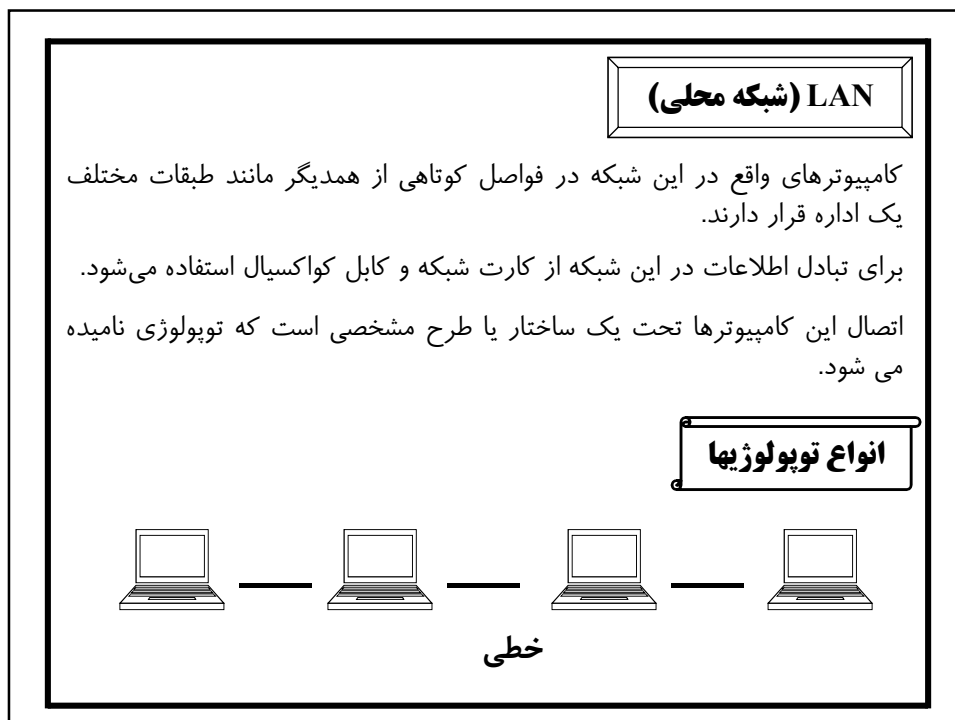 LAN (شبکه محلی)
کامپیوترهای واقع در این شبکه در فواصل کوتاهی از همدیگر مانند طبقات مختلف
یک اداره قرار دارند.
برای تبادل اطلاعات در این شبکه از کارت شبکه و کابل کواکسیال استفاده می‌شود.
اتصال این کامپیوترها تحت یک ساختار یا طرح مشخصی است که توپولوژی نامیده
می شود.
انواع توپولوژیها
خطی